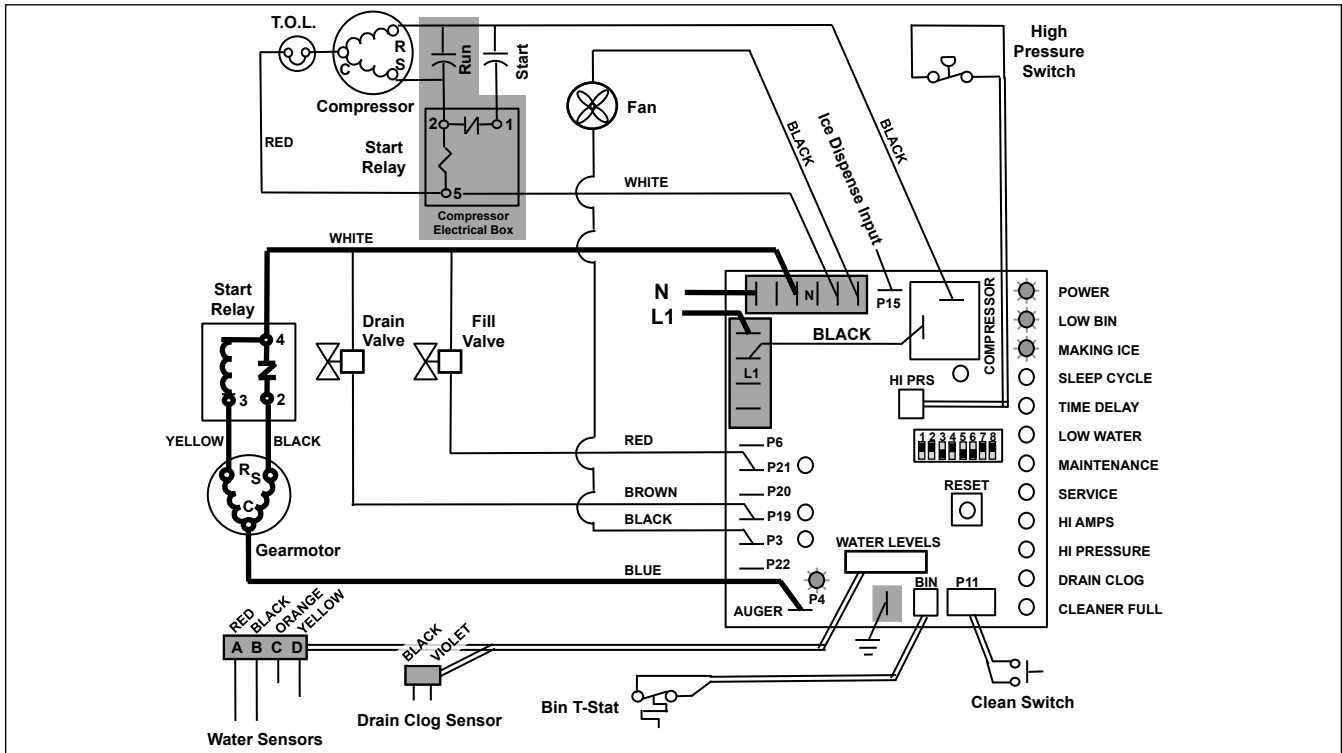 T.O.L.
R
S
C
Compressor
Run
Start
2
1
5
Start
Relay
Compressor
Electrical Box
RED
Fan
BLACK
Ice Dispense Input
BLACK
High
Pressure
Switch
WHITE
WHITE
Start
Relay
4
3
2
YELLOW
BLACK
R
S
C
Gearmotor
Drain
Valve
Fill
Valve
N
L1
N
P15
L1
BLACK
COMPRESSOR
HI PRS
1 2 3 4 5 6 7 8
RESET
RED
P6
P21
BROWN
P20
P19
BLACK
P3
P22
BLUE
P4
AUGER
WATER LEVELS
BIN
P11
POWER
LOW BIN
MAKING ICE
SLEEP CYCLE
TIME DELAY
LOW WATER
MAINTENANCE
SERVICE
HI AMPS
HI PRESSURE
DRAIN CLOG
CLEANER FULL
RED
BLACK
ORANGE
YELLOW
A B C D
Water Sensors
BLACK
VIOLET
Drain Clog Sensor
Bin T-Stat
Clean Switch